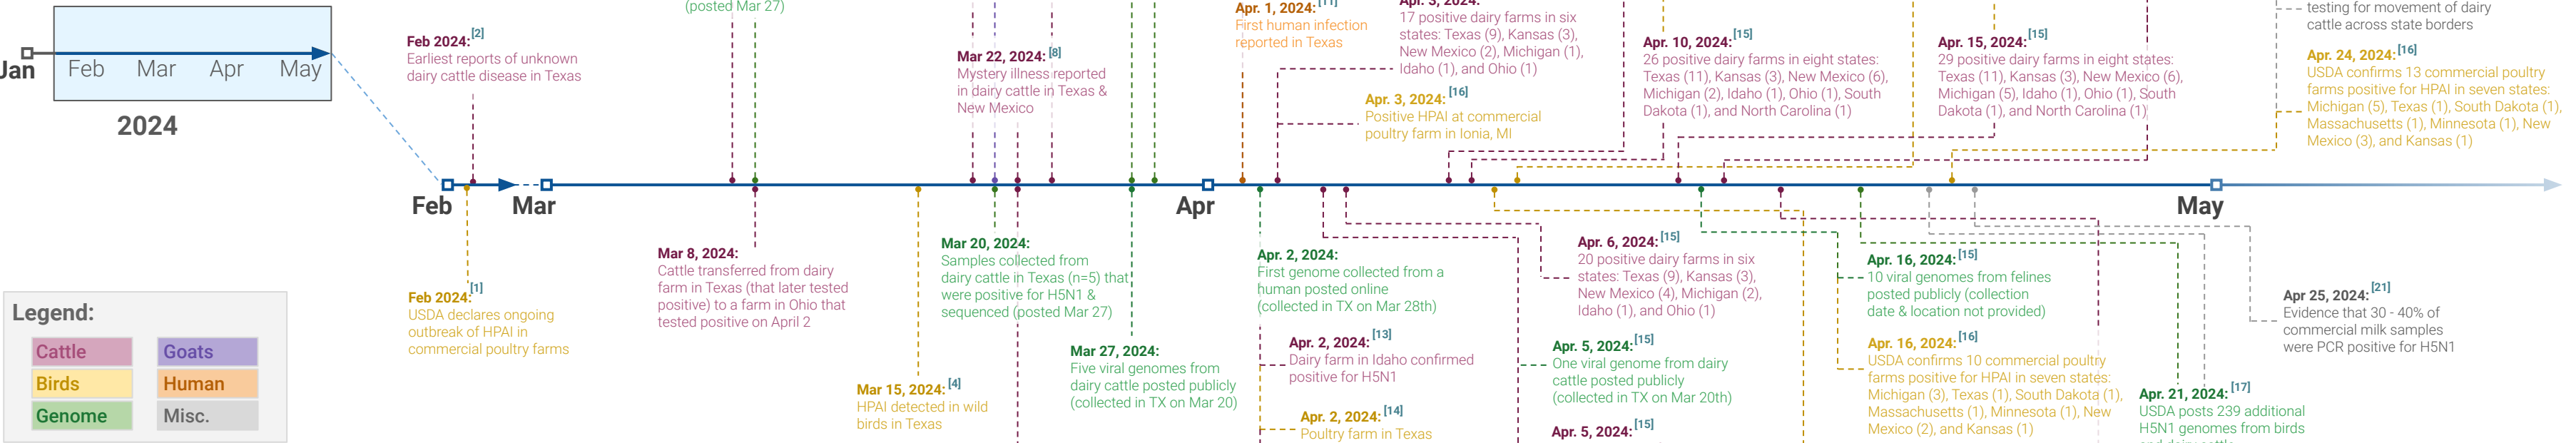 Jan
Feb Mar Apr May
2024
Legend:
Cattle
Goats
Birds
Human
Genome
Misc.
Feb 2024:[2]
Earliest reports of unknown
dairy cattle disease in Texas
Feb
Mar
Apr
May
Feb 2024:[1]
USDA declares ongoing
outbreak of HPAI in
commercial poultry farms
(posted Mar 27)
Mar 8, 2024:
Cattle transferred from dairy
farm in Texas (that later tested
positive) to a farm in Ohio that
tested positive on April 2
Mar 15, 2024:[4]
HPAI detected in wild
birds in Texas
Mar 22, 2024:[8]
Mystery illness reported
in dairy cattle in Texas &
New Mexico
Mar 20, 2024:
Samples collected from
dairy cattle in Texas (n=5) that
were positive for H5N1 &
sequenced (posted Mar 27)
Mar 27, 2024:
Five viral genomes from
dairy cattle posted publicly
(collected in TX on Mar 20)
Apr. 1, 2024:[11]
First human infection
reported in Texas
Apr. 3, 2024:
17 positive dairy farms in six
states: Texas (9), Kansas (3),
New Mexico (2), Michigan (1),
Idaho (1), and Ohio (1)
Apr. 3, 2024:[16]
Positive HPAI at commercial
poultry farm in Ionia, MI
Apr. 2, 2024:
First genome collected from a
human posted online
(collected in TX on Mar 28th)
Apr. 2, 2024:[13]
Dairy farm in Idaho confirmed
positive for H5N1
Apr. 2, 2024:[14]
Poultry farm in Texas
Apr. 6, 2024:[15]
20 positive dairy farms in six
states: Texas (9), Kansas (3),
New Mexico (4), Michigan (2),
Idaho (1), and Ohio (1)
Apr. 5, 2024:[15]
One viral genome from dairy
cattle posted publicly
(collected in TX on Mar 20th)
Apr. 5, 2024:[15]
Apr. 10, 2024:[15]
26 positive dairy farms in eight states:
Texas (11), Kansas (3), New Mexico (6),
Michigan (2), Idaho (1), Ohio (1), South
Dakota (1), and North Carolina (1)
Apr. 15, 2024:[15]
29 positive dairy farms in eight states:
Texas (11), Kansas (3), New Mexico (6),
Michigan (5), Idaho (1), Ohio (1), South
Dakota (1), and North Carolina (1)
Apr. 16, 2024:[15]
10 viral genomes from felines
posted publicly (collection
date & location not provided)
Apr. 16, 2024:[16]
USDA confirms 10 commercial poultry
farms positive for HPAI in seven states:
Michigan (3), Texas (1), South Dakota (1),
Massachusetts (1), Minnesota (1), New
Mexico (2), and Kansas (1)
testing for movement of dairy
cattle across state borders
Apr. 24, 2024:[16]
USDA confirms 13 commercial poultry
farms positive for HPAI in seven states:
Michigan (5), Texas (1), South Dakota (1),
Massachusetts (1), Minnesota (1), New
Mexico (3), and Kansas (1)
Apr 25, 2024:[21]
Evidence that 30 - 40% of
commercial milk samples
were PCR positive for H5N1
Apr. 21, 2024:[17]
USDA posts 239 additional
H5N1 genomes from birds